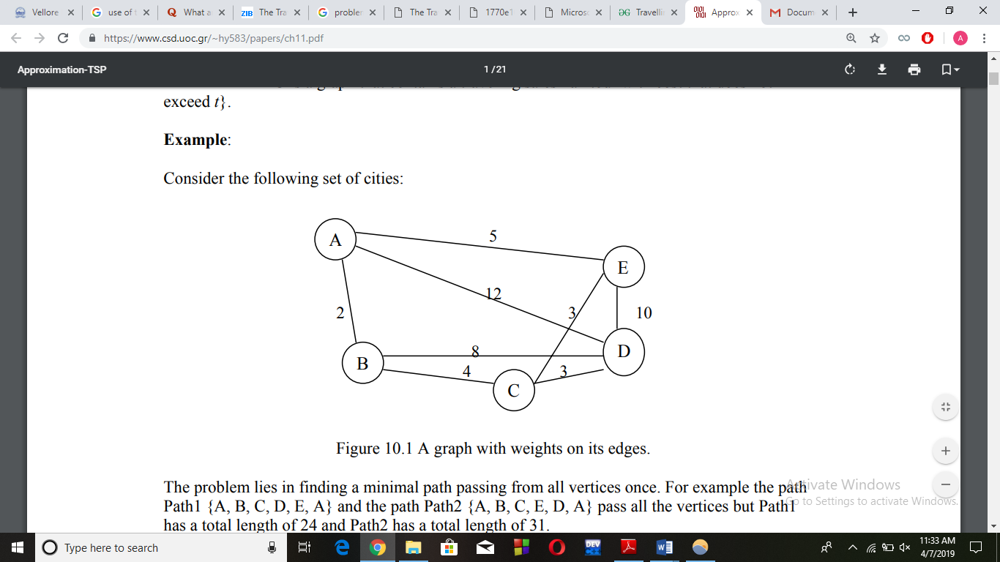 Vellore
use of t
What a
ZIB The Tra
probler
The Tra
1770e1
Micros
Travelli
Approx
Docum
https://www.csd.uoc.gr/~hy583/papers/ch11.pdf
A
Approximation-TSP
1 / 21
exceed t}.
Example:
Consider the following set of cities:
A
5
E
12
2
3
10
8
D
B
4
3
C
Figure 10.1 A graph with weights on its edges.
The problem lies in finding a minimal path passing from all vertices once. For example the path
Path1 {A, B, C, D, E, A} and the path Path2 {A, B, C, E, D, A} pass all the vertices but Path1
has a total length of 24 and Path2 has a total length of 31.
Activate Windows
Go to Settings to activate Windows.
Type here to search
DEV
11:33 AM
4/7/2019